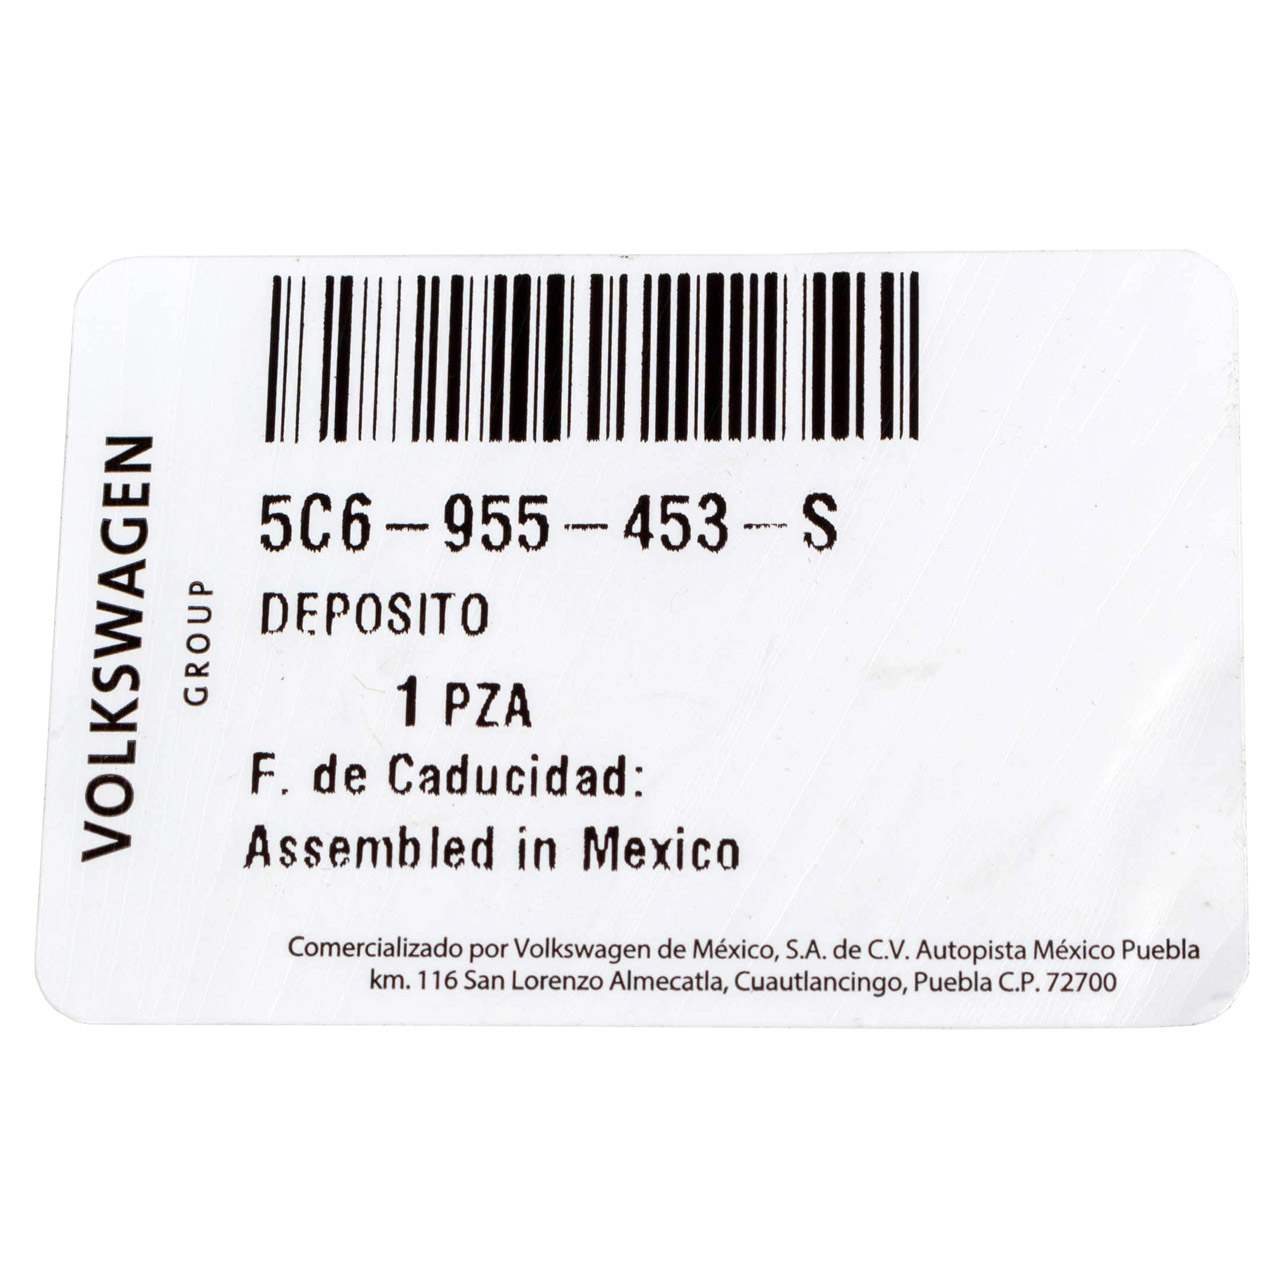 VOLKSWAGEN
GROUP
5C6-955-453-S
DEPOSITO
1 PZA
F. de Caducidad:
Assembled in Mexico
Comercializado por Volkswagen de México, S.A. de C.V. Autopista México Puebla
km. 116 San Lorenzo Almecatla, Cuautlancingo, Puebla C.P. 72700